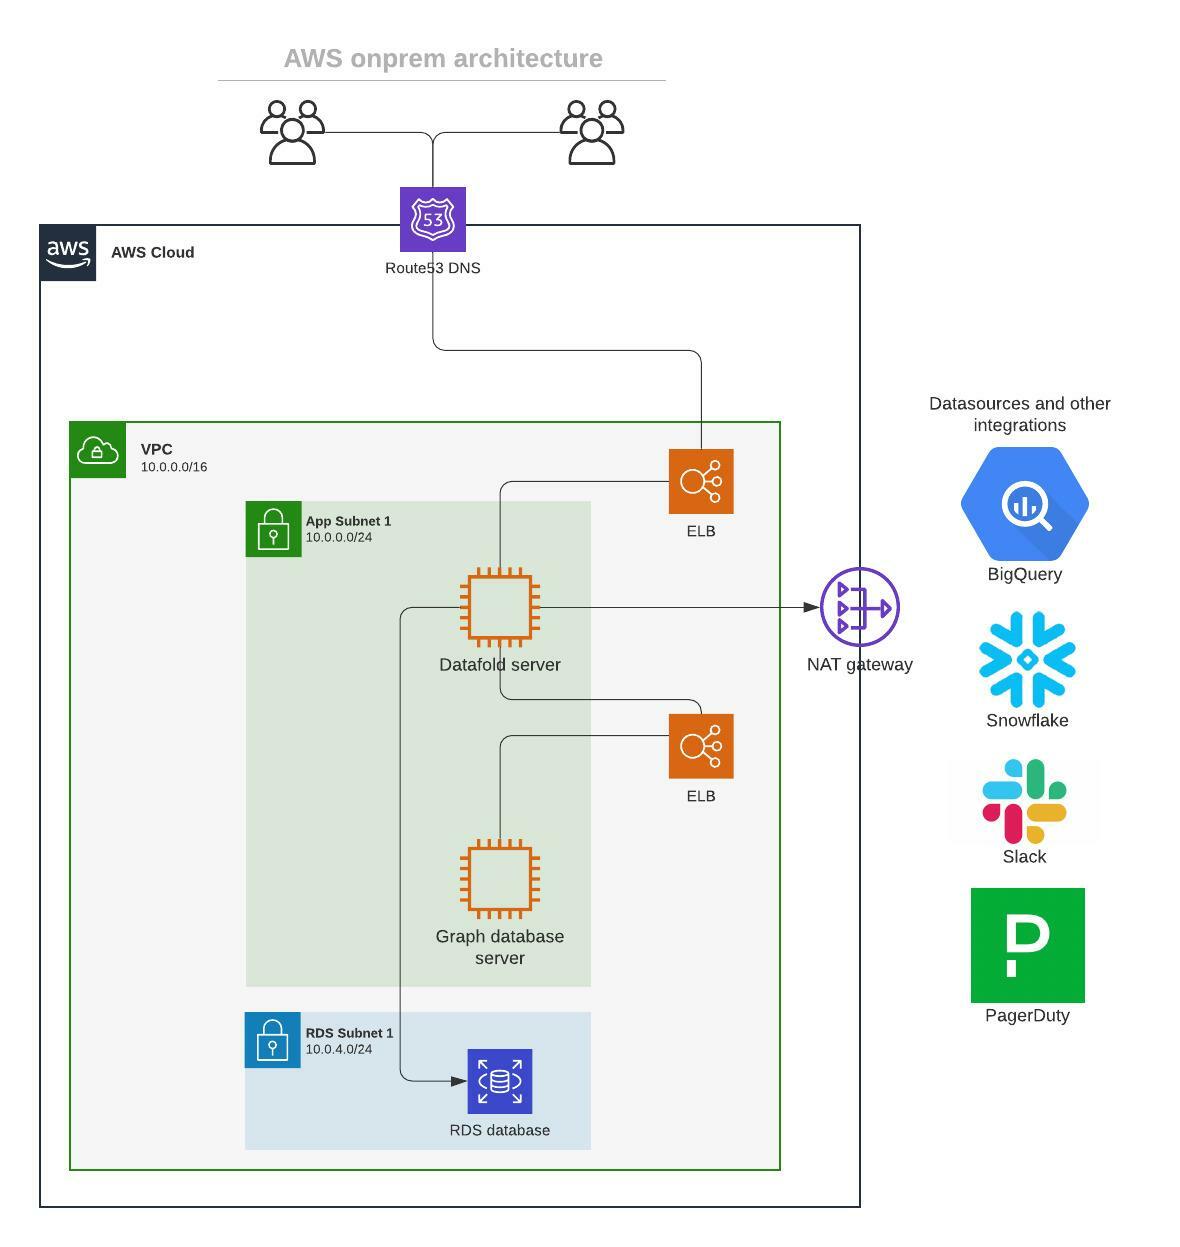 AWS onprem architecture
53
Route53 DNS
aws
AWS Cloud
VPC
10.0.0.0/16
App Subnet 1
10.0.0.0/24
ELB
Datafold server
NAT gateway
ELB
Graph database
server
RDS Subnet 1
10.0.4.0/24
RDS database
Datasources and other
integrations
BigQuery
Snowflake
Slack
P
PagerDuty